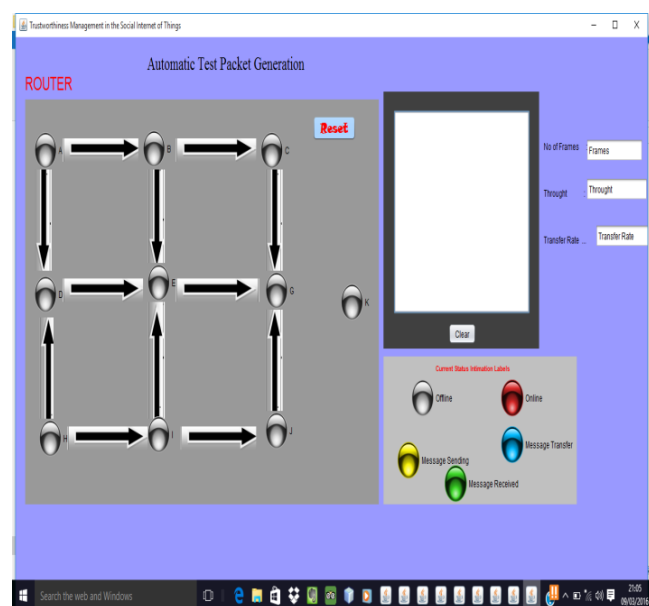 Trustworthiness Management in the Social Internet of Things
Automatic Test Packet Generation
ROUTER
Reset
A
B
C
D
E
G
K
H
I
J
No of Frames : Frames
Throught : Throught
Transfer Rate ... Transfer Rate
Clear
Current Status Intimation Labels
Offline
Online
Message Sending
Message Transfer
Message Received
Search the web and Windows
21:05
09/03/2016